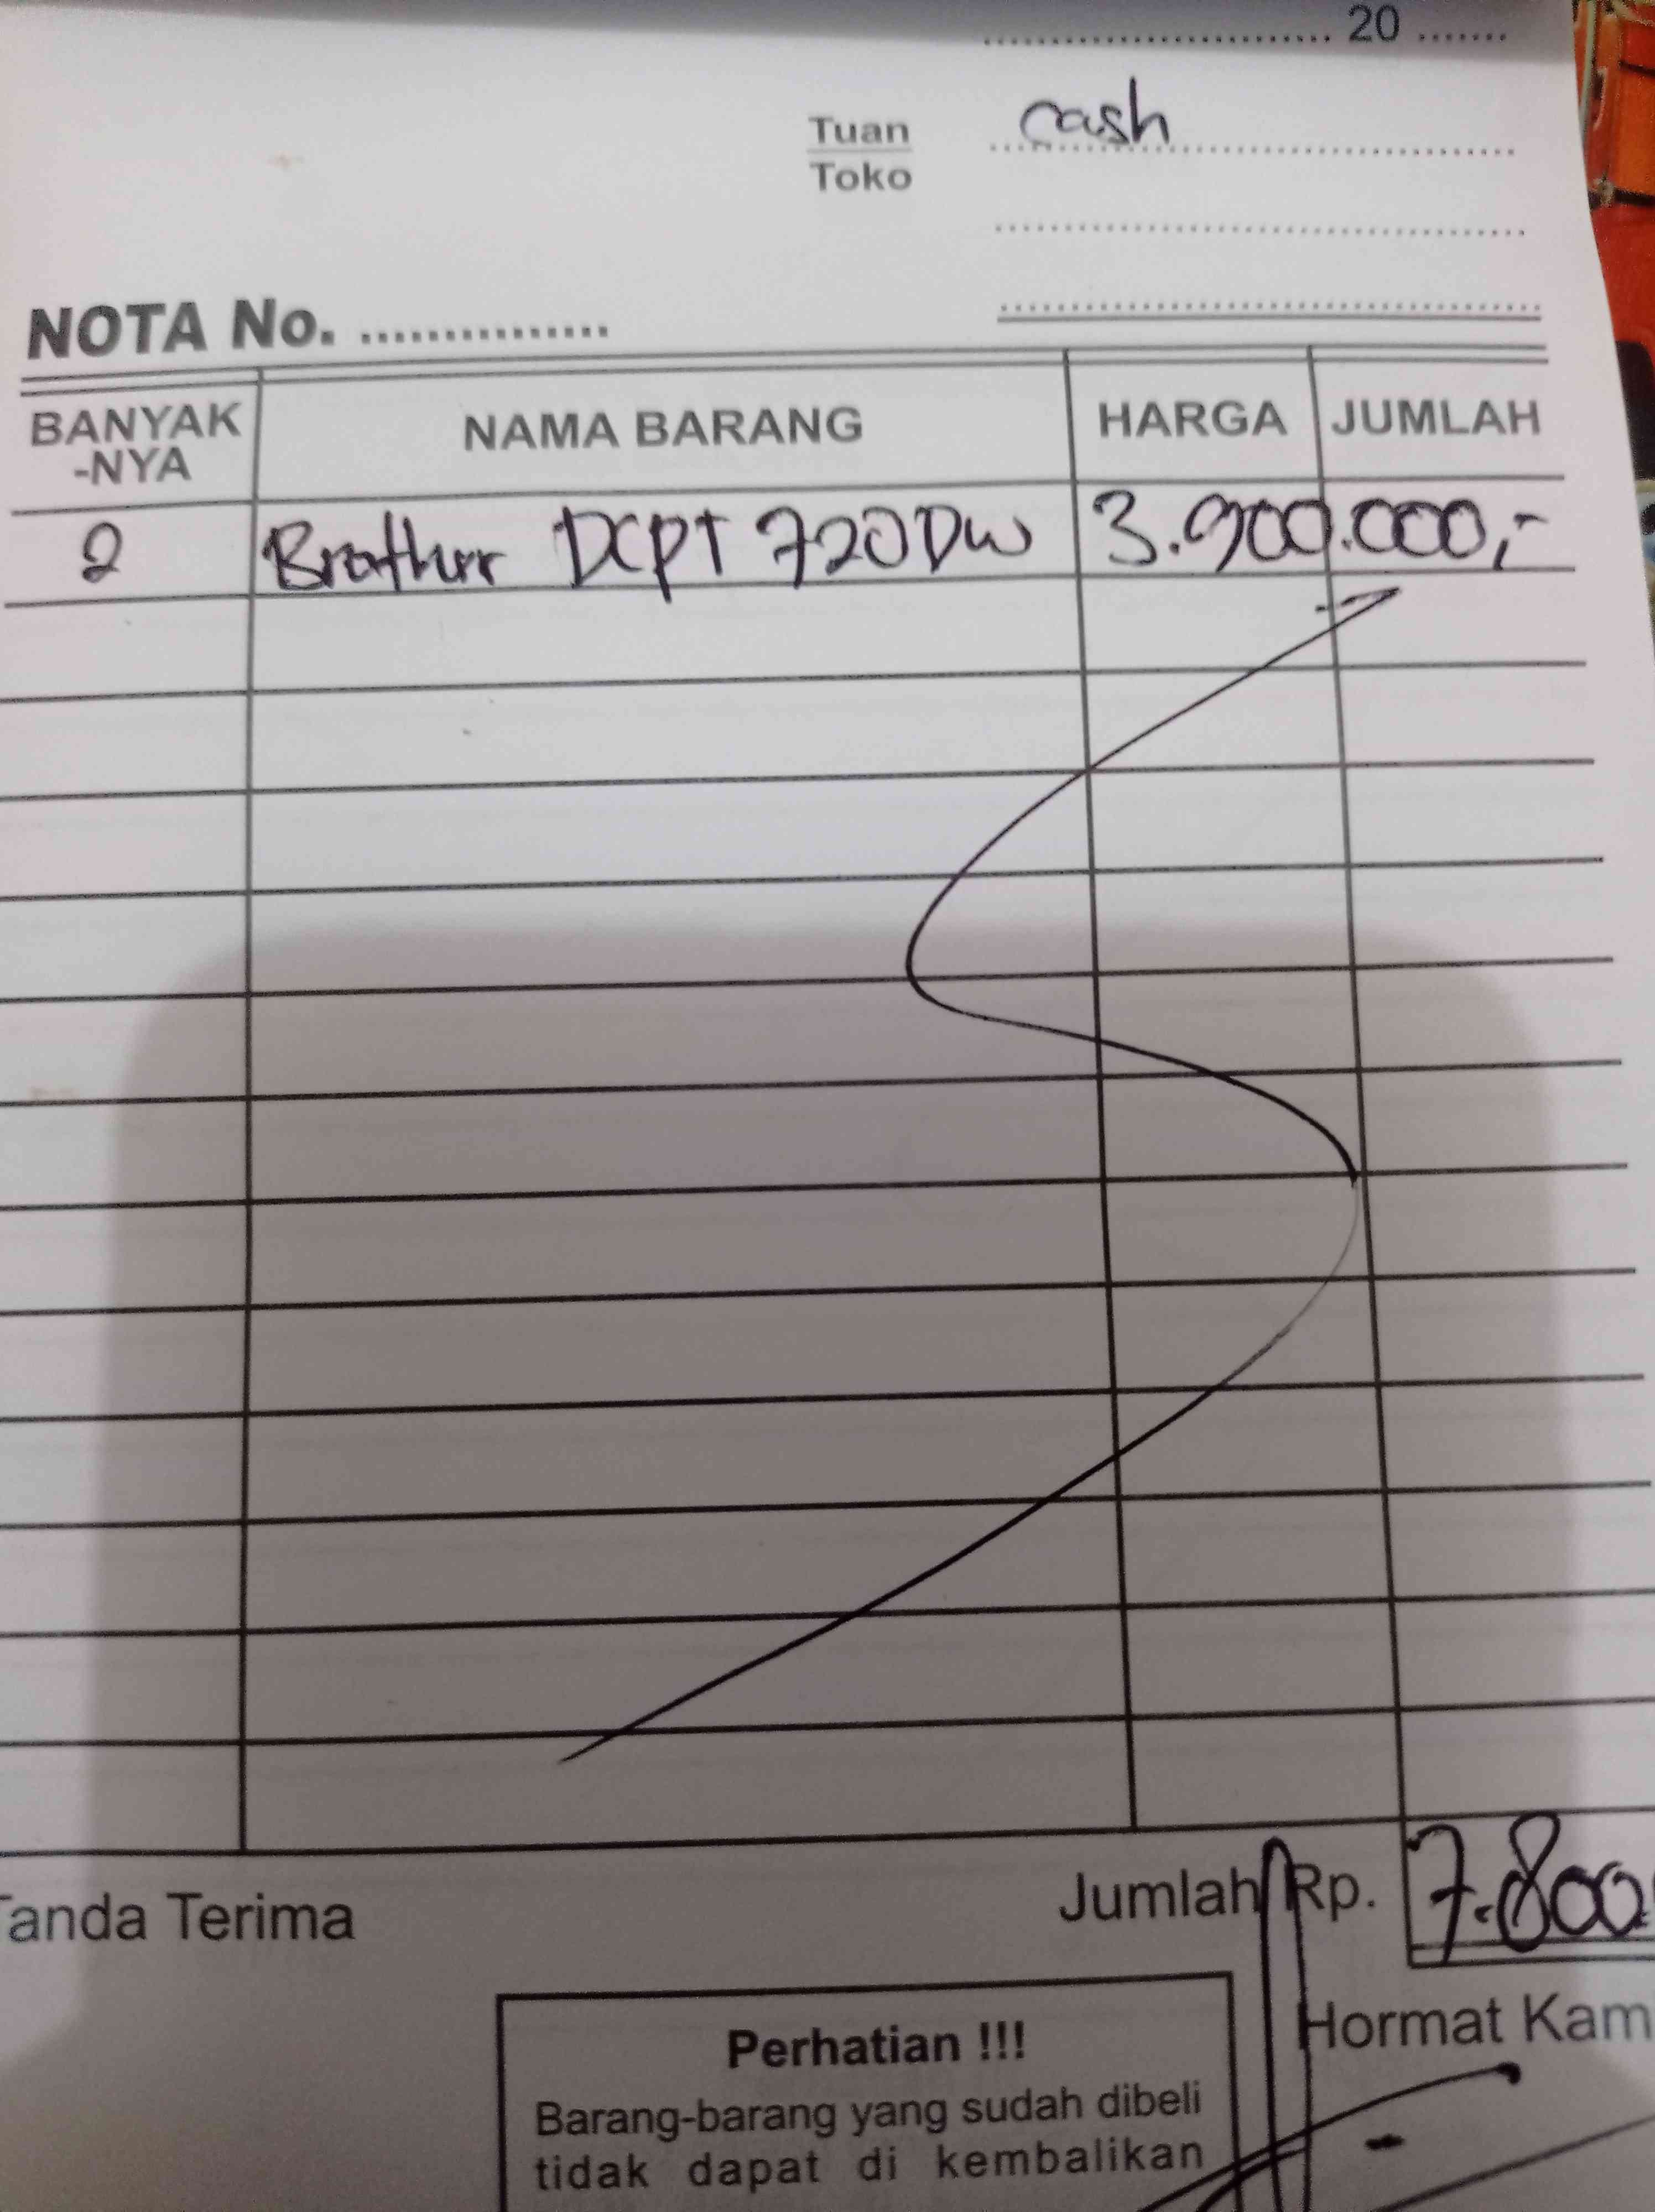 .......................... 20 .......
Tuan cash
Toko
NOTA No. ...............
BANYAK -NYA NAMA BARANG HARGA JUMLAH
2 Brother DCPT 720DW 3.900.000,-
Tanda Terima Jumlah Rp. 7.800.
Hormat Kam
Perhatian !!!
Barang-barang yang sudah dibeli
tidak dapat di kembalikan